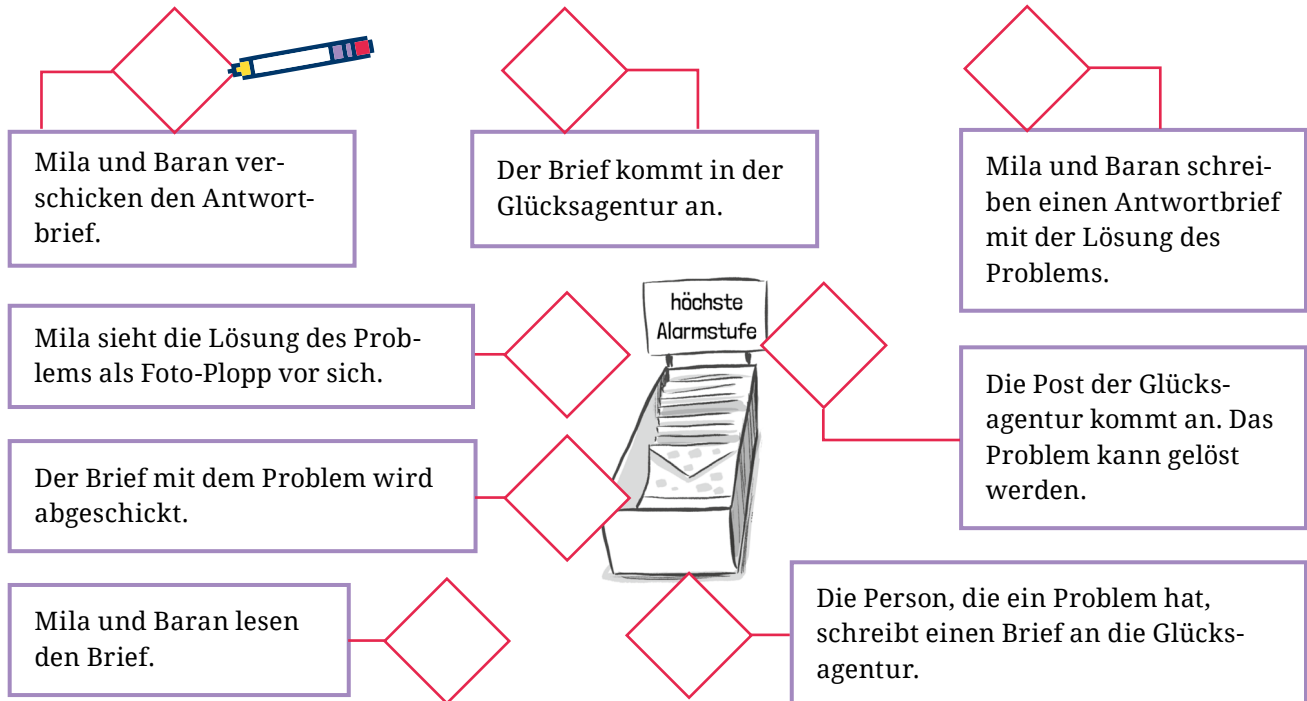 Mila und Baran ver-
schicken den Antwort-
brief.
Der Brief kommt in der
Glücksagentur an.
Mila und Baran schrei-
ben einen Antwortbrief
mit der Lösung des
Problems.
höchste
Alarmstufe
Mila sieht die Lösung des Prob-
lems als Foto-Plopp vor sich.
Die Post der Glücks-
agentur kommt an. Das
Problem kann gelöst
werden.
Der Brief mit dem Problem wird
abgeschickt.
Mila und Baran lesen
den Brief.
Die Person, die ein Problem hat,
schreibt einen Brief an die Glücks-
agentur.